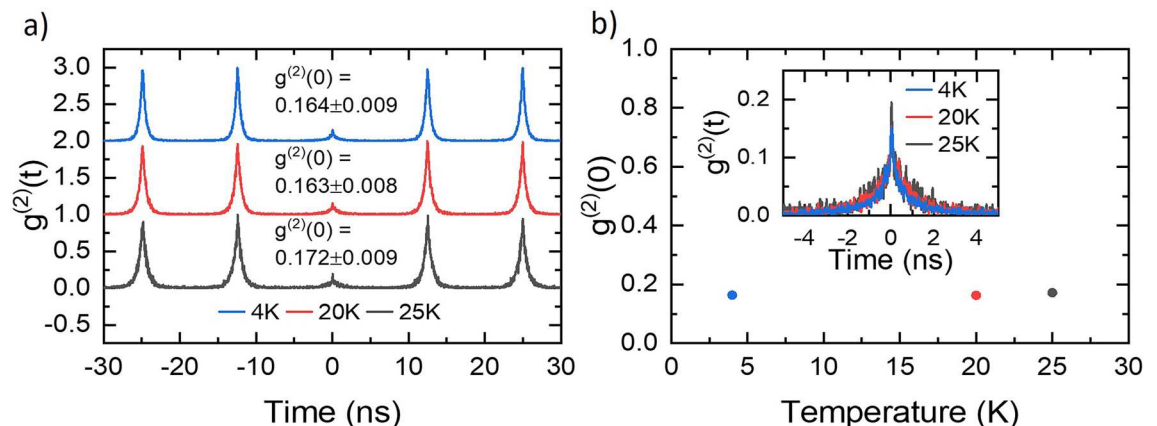 a)
g⁽²⁾(t)
3.0
2.5
2.0
1.5
1.0
0.5
0.0
-0.5
g⁽²⁾(0) =
0.164±0.009
g⁽²⁾(0) =
0.163±0.008
g⁽²⁾(0) =
0.172±0.009
4K 20K 25K
-30 -20 -10 0 10 20 30
Time (ns)
b)
g⁽²⁾(0)
1.0
0.8
0.6
0.4
0.2
0.0
g⁽²⁾(t)
0.2
0.1
0.0
4K
20K
25K
-4 -2 0 2 4
Time (ns)
0 5 10 15 20 25 30
Temperature (K)